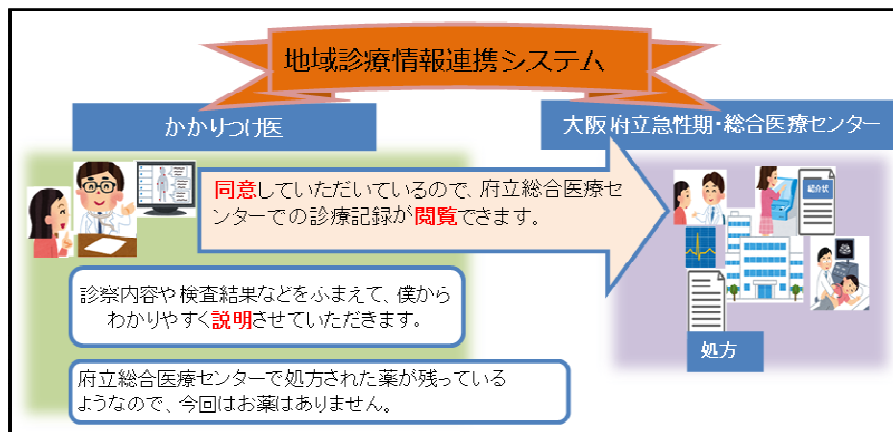 地域診療情報連携システム
かかりつけ医
大阪府立急性期・総合医療センター
同意していただいているので、府立総合医療セ
ンターでの診療記録が閲覧できます。
紹介状
診察内容や検査結果などをふまえて、僕から
わかりやすく説明させていただきます。
処方
府立総合医療センターで処方された薬が残っている
ようなので、今回はお薬はありません。